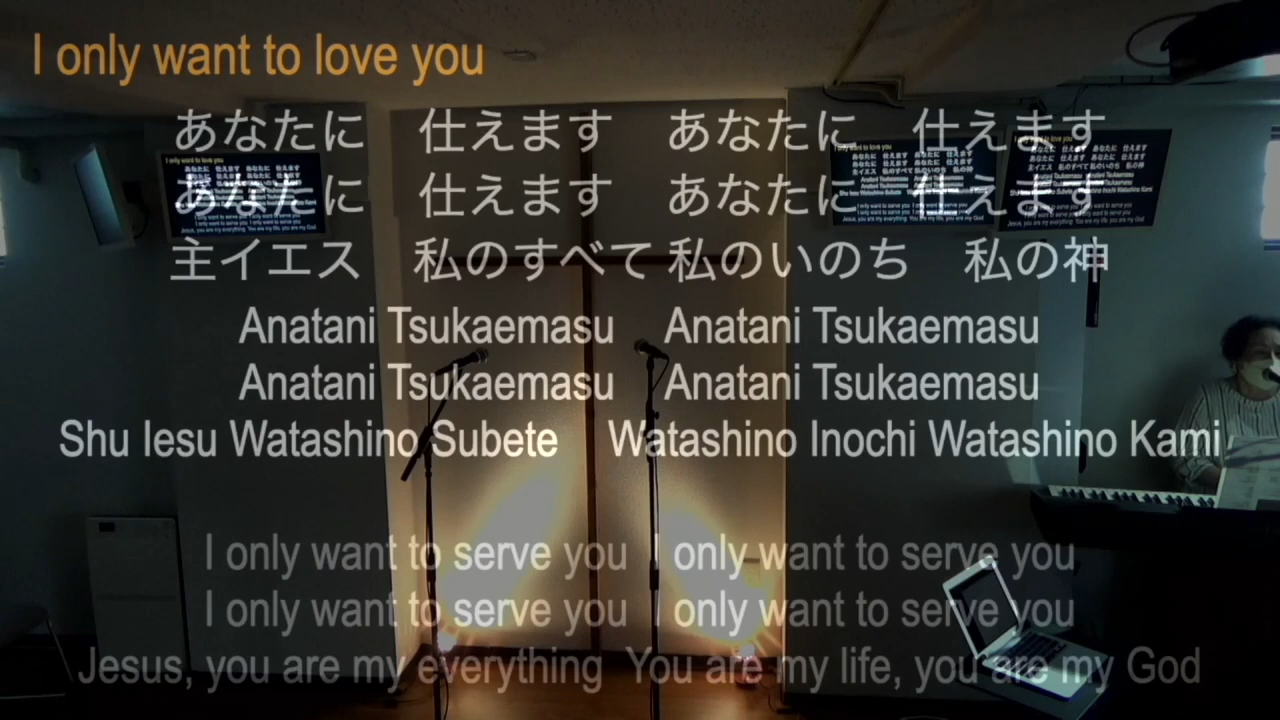 I only want to love you
あなたに　仕えます　あなたに　仕えます
あなたに　仕えます　あなたに　仕えます
主イエス　私のすべて 私のいのち　私の神
Anatani Tsukaemasu　Anatani Tsukaemasu
Anatani Tsukaemasu　Anatani Tsukaemasu
Shu Iesu Watashino Subete　Watashino Inochi Watashino Kami
I only want to serve you　I only want to serve you
I only want to serve you　I only want to serve you
Jesus, you are my everything  You are my life, you are my God